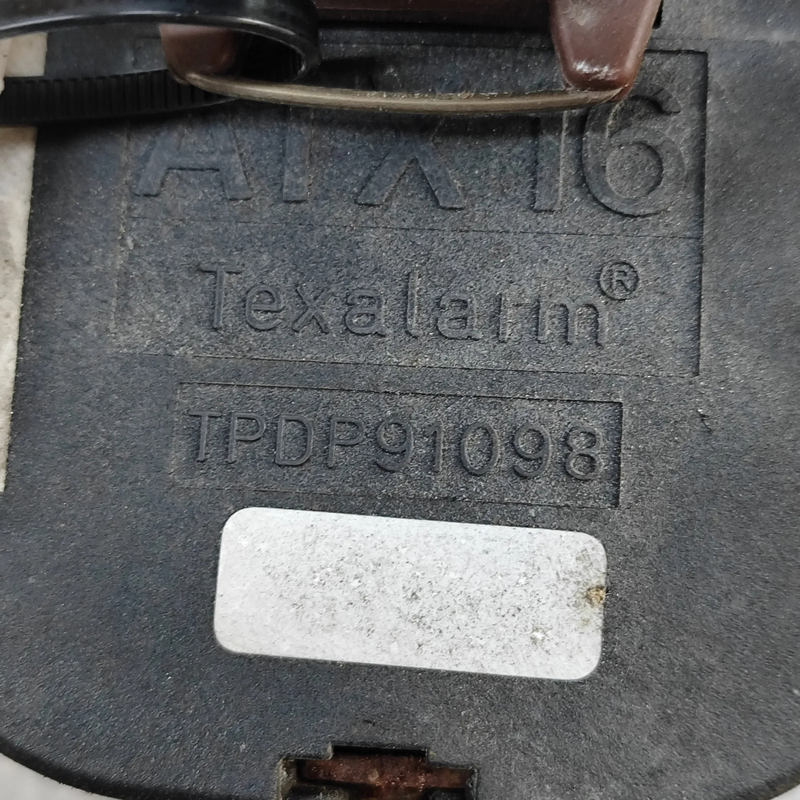 ATX 16
Texalarm®
TPDP91098